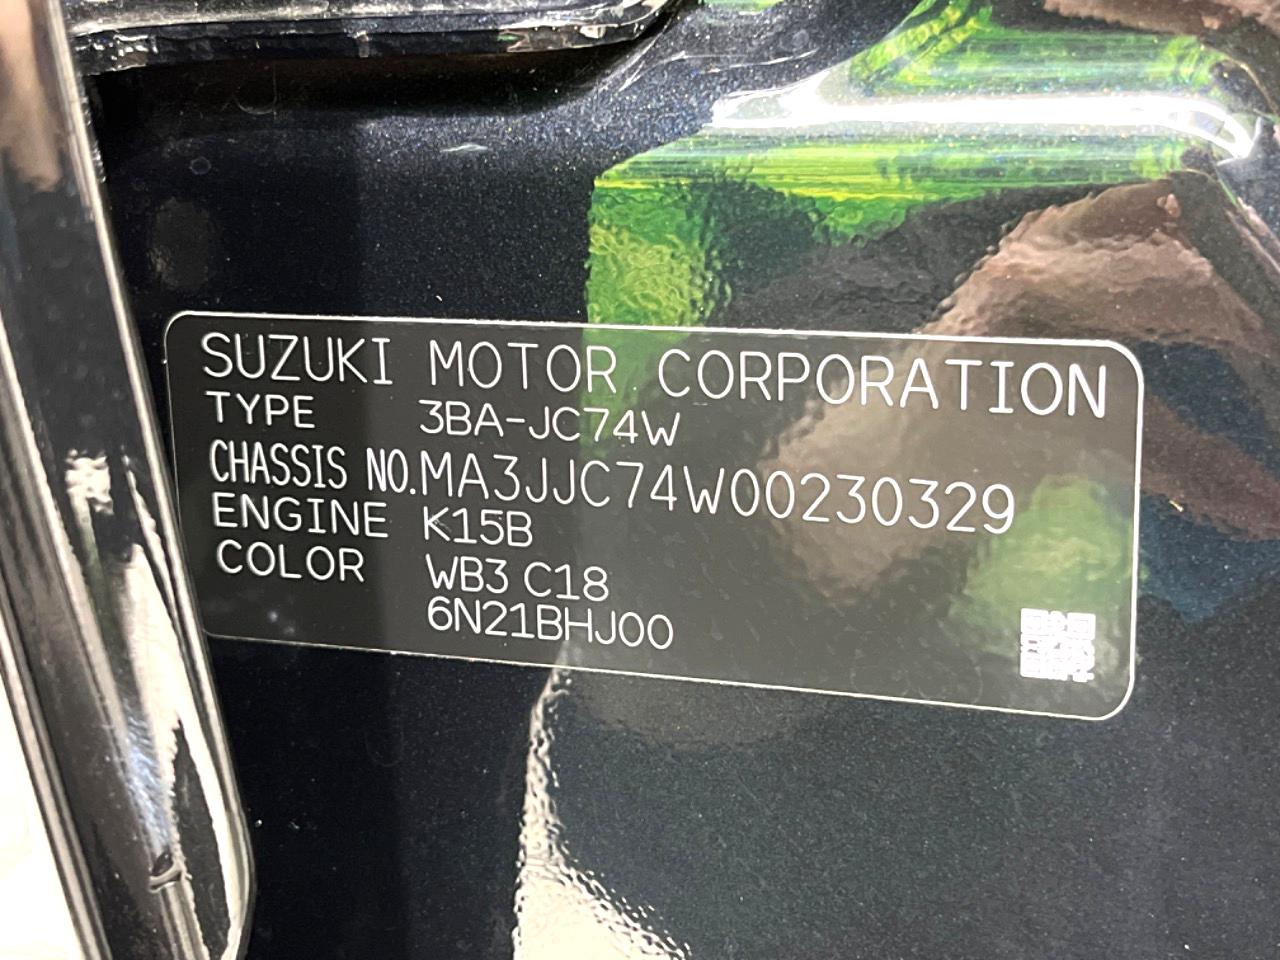 SUZUKI MOTOR CORPORATION
TYPE 3BA-JC74W
CHASSIS NO. MA3JJC74W00230329
ENGINE K15B
COLOR WB3 C18
6N21BHJ00